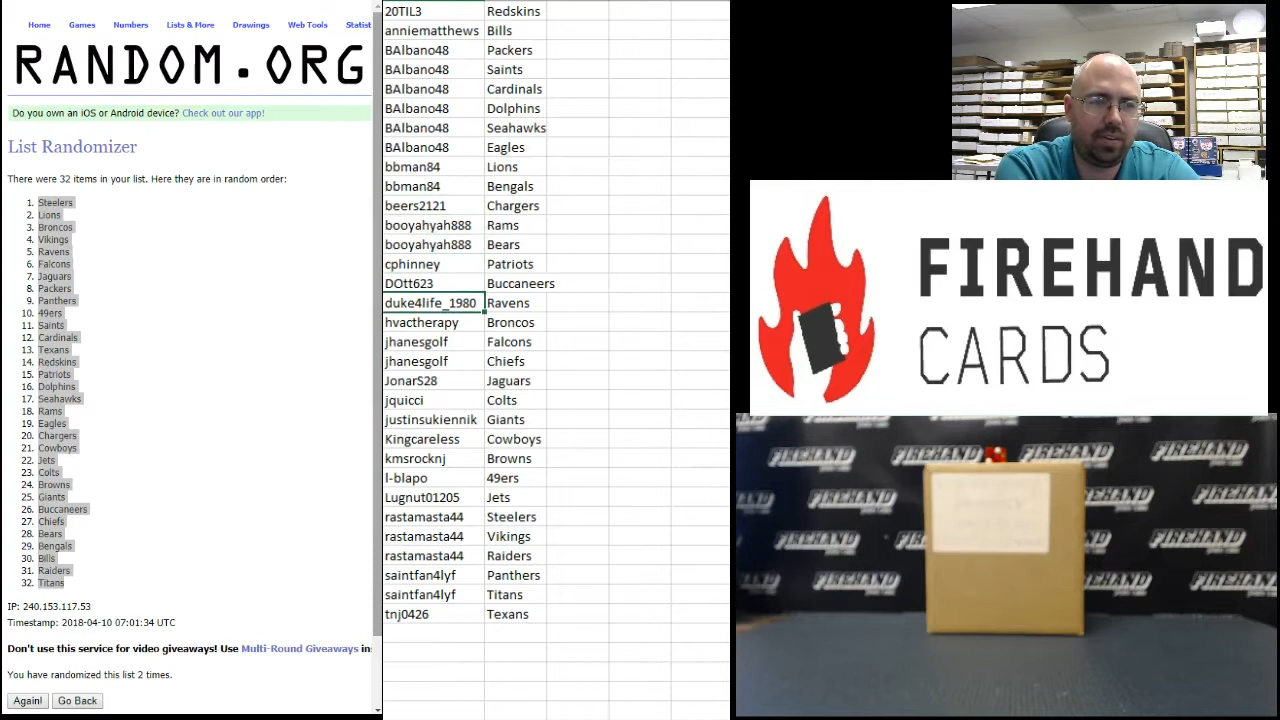 Home Games Numbers Lists & More Drawings Web Tools Statist
RANDOM.ORG
Do you own an iOS or Android device? Check out our app!
List Randomizer
There were 32 items in your list. Here they are in random order:
1. Steelers
2. Lions
3. Broncos
4. Vikings
5. Ravens
6. Falcons
7. Jaguars
8. Packers
9. Panthers
10. 49ers
11. Saints
12. Cardinals
13. Texans
14. Redskins
15. Patriots
16. Dolphins
17. Seahawks
18. Rams
19. Eagles
20. Chargers
21. Cowboys
22. Jets
23. Colts
24. Browns
25. Giants
26. Buccaneers
27. Chiefs
28. Bears
29. Bengals
30. Bills
31. Raiders
32. Titans
IP: 240.153.117.53
Timestamp: 2018-04-10 07:01:34 UTC
Don't use this service for video giveaways! Use Multi-Round Giveaways in
You have randomized this list 2 times.
Again! Go Back
20TIL3 Redskins
anniematthews Bills
BAlbano48 Packers
BAlbano48 Saints
BAlbano48 Cardinals
BAlbano48 Dolphins
BAlbano48 Seahawks
BAlbano48 Eagles
bbman84 Lions
bbman84 Bengals
beers2121 Chargers
booyahyah888 Rams
booyahyah888 Bears
cphinney Patriots
DOtt623 Buccaneers
duke4life_1980 Ravens
hvactherapy Broncos
jhanesgolf Falcons
jhanesgolf Chiefs
JonarS28 Jaguars
jquicci Colts
justinsukiennik Giants
Kingcareless Cowboys
kmsrocknj Browns
l-blapo 49ers
Lugnut01205 Jets
rastamasta44 Steelers
rastamasta44 Vikings
rastamasta44 Raiders
saintfan4lyf Panthers
saintfan4lyf Titans
tnj0426 Texans
FIREHAND
CARDS
FIREHAND FIREHAND FIREHAND FIREHAND
FIREHAND FIREHAND
FIREHAND FIREHAND